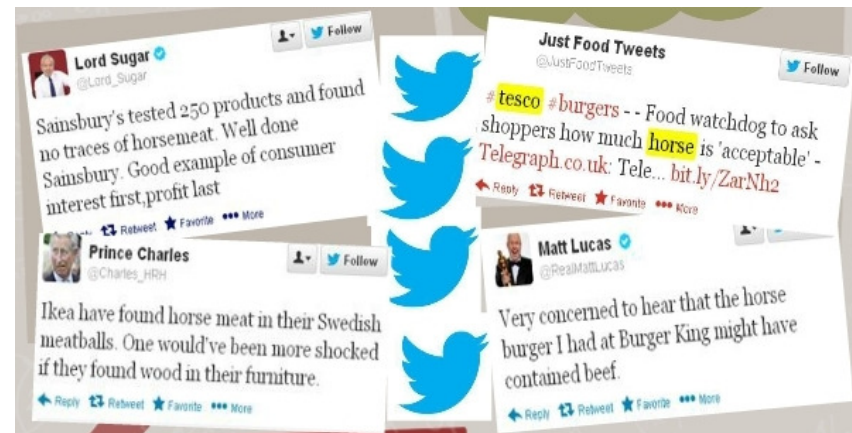 Lord Sugar
@Lord_Sugar
Follow
Sainsbury's tested 250 products and found
no traces of horsemeat. Well done
Sainsbury. Good example of consumer
interest first,profit last
Retweet Favorite More
Just Food Tweets
@JustFoodTweets
Follow
#tesco #burgers - - Food watchdog to ask
shoppers how much horse is 'acceptable' -
Telegraph.co.uk: Tele... bit.ly/ZarNh2
Reply Retweet Favorite More
Prince Charles
@Charles_HRH
Follow
Ikea have found horse meat in their Swedish
meatballs. One would've been more shocked
if they found wood in their furniture.
Reply Retweet Favorite More
Matt Lucas
@RealMattLucas
Very concerned to hear that the horse
burger I had at Burger King might have
contained beef.
Reply Retweet Favorite More